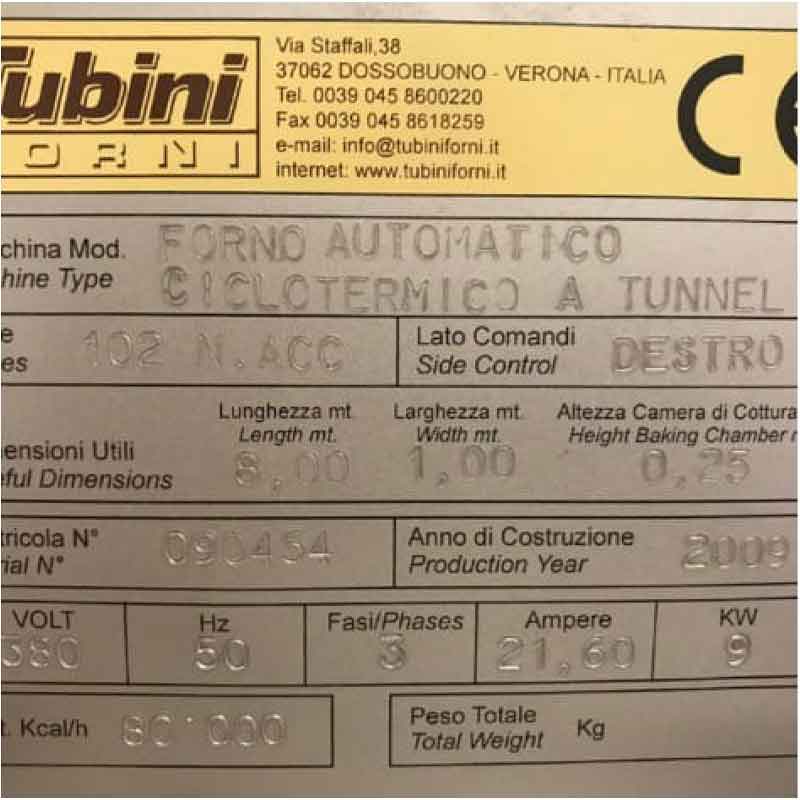 Tubini
FORNI
Via Staffali,38
37062 DOSSOBUONO - VERONA - ITALIA
Tel. 0039 045 8600220
Fax 0039 045 8618259
e-mail: info@tubiniforni.it
internet: www.tubiniforni.it
CE
china Mod. FORNO AUTOMATICO
hine Type CICLOTERMICO A TUNNEL
e
es 102 N.ACC
Lato Comandi
Side Control DESTRO
Lunghezza mt. Larghezza mt. Altezza Camera di Cottura
Length mt. Width mt. Height Baking Chamber
ensioni Utili
ful Dimensions 8,00 1,00 0,25
tricola N°
rial N° 090454
Anno di Costruzione
Production Year 2009
VOLT Hz Fasi/Phases Ampere KW
380 50 3 21,60 9
t. Kcal/h 80'000
Peso Totale
Total Weight Kg